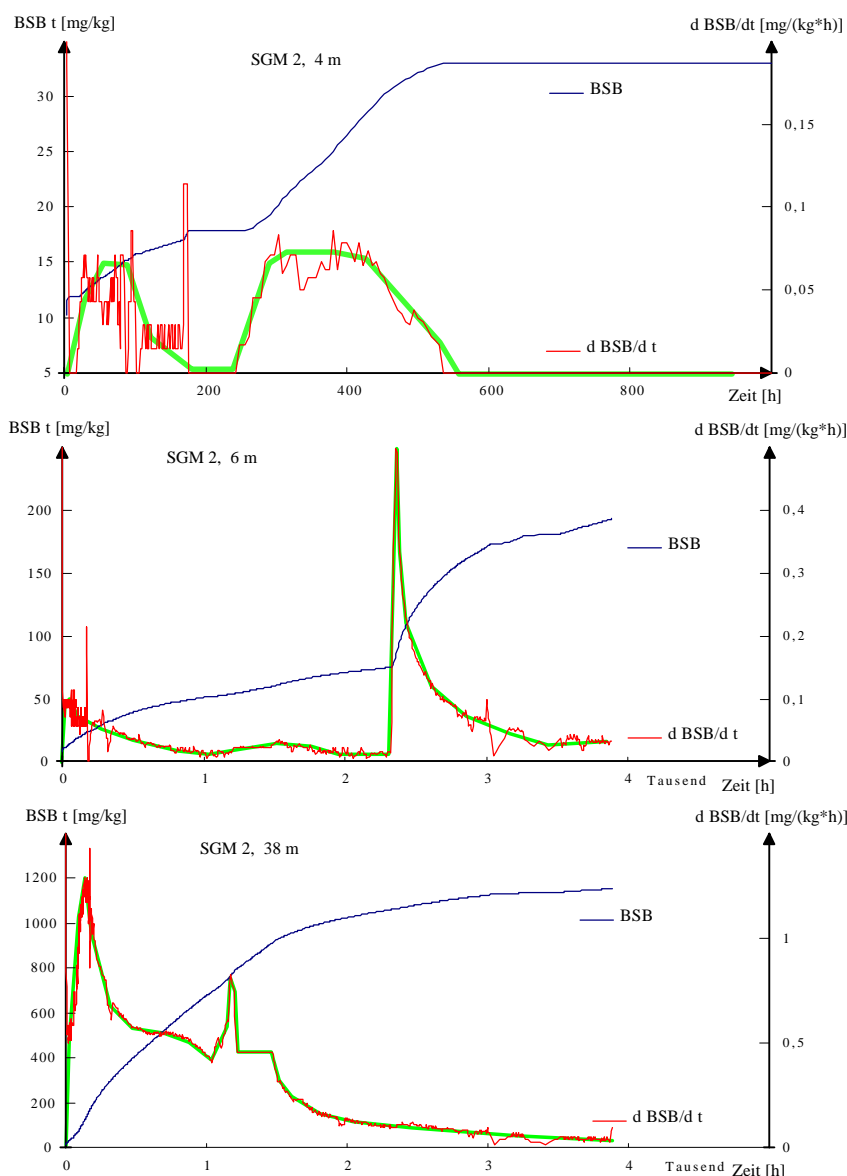 BSB t [mg/kg] d BSB/dt [mg/(kg*h]
SGM 2, 4 m
BSB
30 0,15
25
20 0,1
15
10 0,05
d BSB/d t
5 0
0 200 400 600 800
Zeit [h]
BSB t mg/kg] d BSB/dt [mg/(kg*h]
SGM 2, 6 m
200 0,4
BSB
150 0,3
100 0,2
50 0,1
d BSB/d t
0 0
0 1 2 3 4 Tausend Zeit [h]
BSB t [mg/kg] d BSB/dt [mg/(kg*h)]
SGM 2, 38 m
1200
BSB
1000
1
800
600
0,5
400
200
d BSB/d t
0 0
0 1 2 3 4 Tausend Zeit [h]